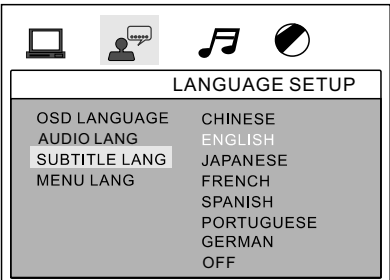 LANGUAGE SETUP
OSD LANGUAGE CHINESE
AUDIO LANG ENGLISH
SUBTITLE LANG JAPANESE
MENU LANG FRENCH
SPANISH
PORTUGUESE
GERMAN
OFF